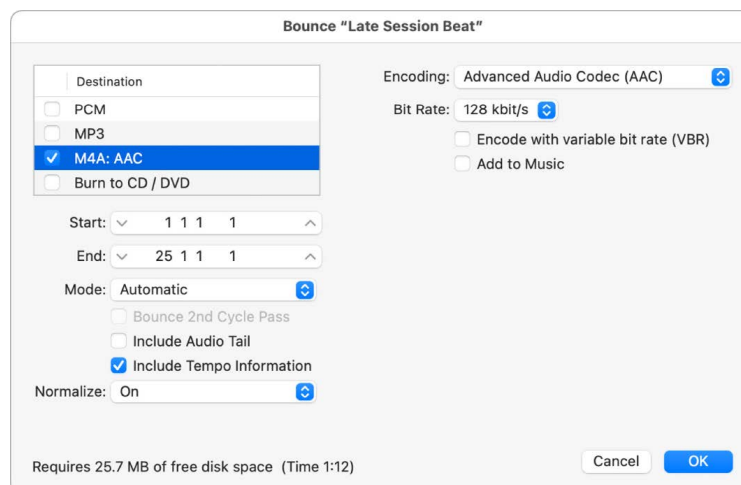 Bounce “Late Session Beat”
Destination
PCM
MP3
M4A: AAC
Burn to CD / DVD
Start: 1 1 1 1
End: 25 1 1 1
Mode: Automatic
Bounce 2nd Cycle Pass
Include Audio Tail
Include Tempo Information
Normalize: On
Encoding: Advanced Audio Codec (AAC)
Bit Rate: 128 kbit/s
Encode with variable bit rate (VBR)
Add to Music
Requires 25.7 MB of free disk space (Time 1:12)
Cancel OK